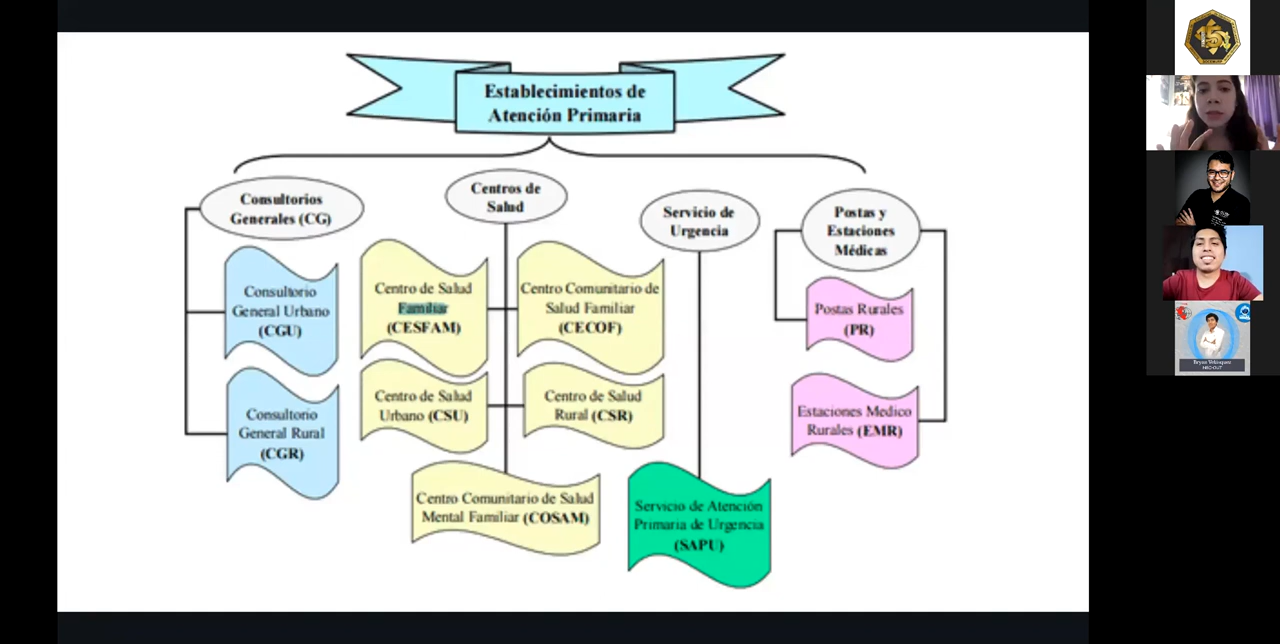 Establecimientos de
Atención Primaria
Consultorios
Generales (CG)
Centros de
Salud
Servicio de
Urgencia
Postas y
Estaciones
Médicas
Consultorio
General Urbano
(CGU)
Centro de Salud
Familiar
(CESFAM)
Centro Comunitario de
Salud Familiar
(CECOF)
Postas Rurales
(PR)
Consultorio
General Rural
(CGR)
Centro de Salud
Urbano (CSU)
Centro de Salud
Rural (CSR)
Estaciones Medico
Rurales (EMR)
Centro Comunitario de Salud
Mental Familiar (COSAM)
Servicio de Atención
Primaria de Urgencia
(SAPU)
15
Bryan Velasquez